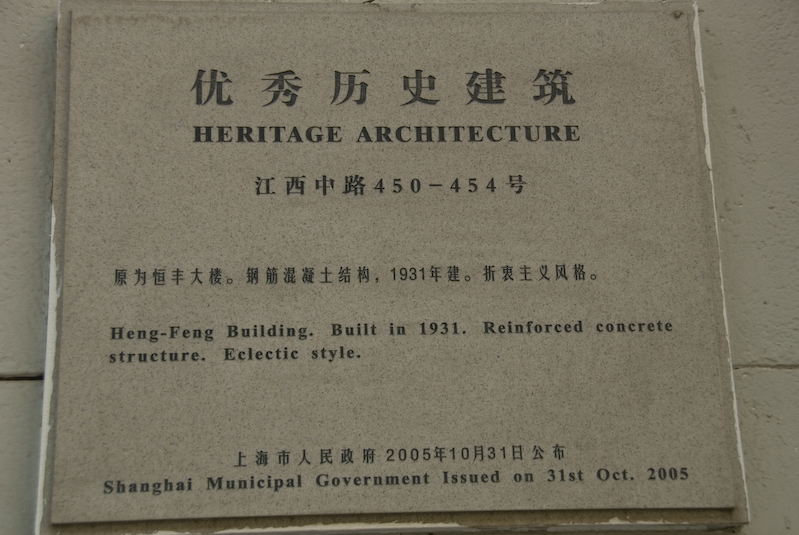 优秀历史建筑
HERITAGE ARCHITECTURE
江西中路450-454号
原为恒丰大楼。钢筋混凝土结构，1931年建。折衷主义风格。
Heng-Feng Building. Built in 1931. Reinforced concrete
structure. Eclectic style.
上海市人民政府 2005年10月31日公布
Shanghai Municipal Government Issued on 31st Oct. 2005